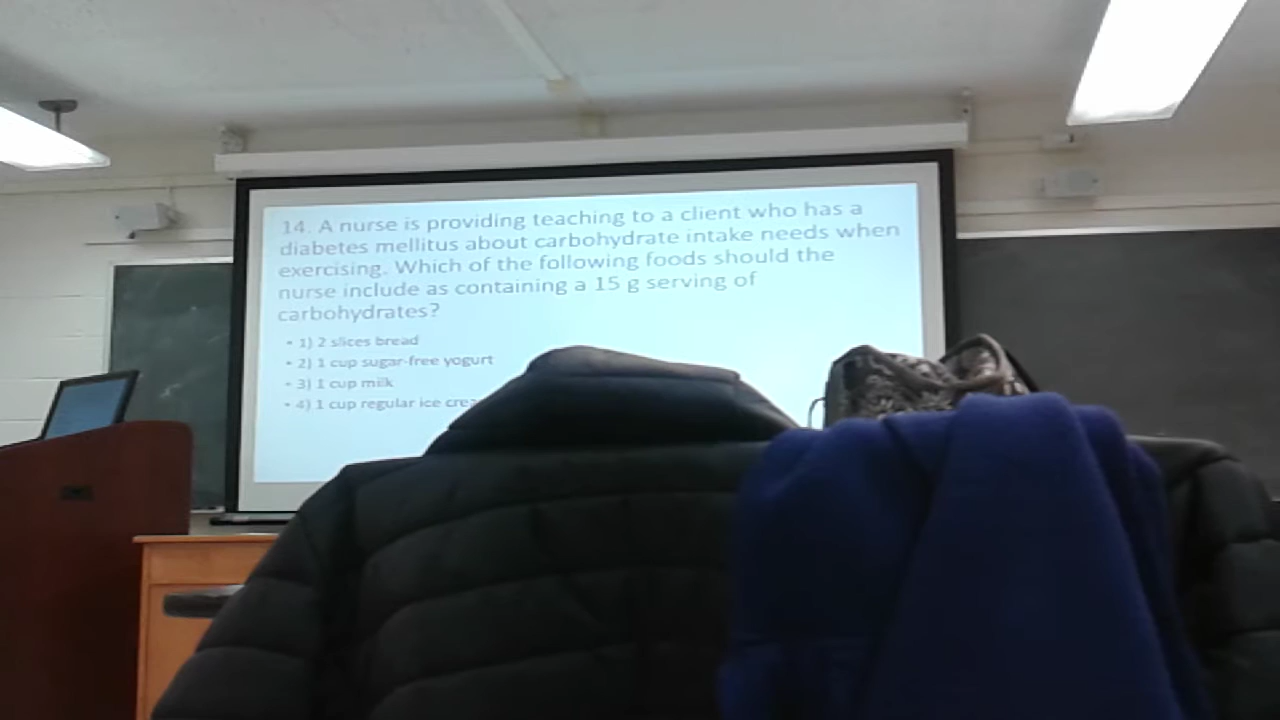 14. A nurse is providing teaching to a client who has a
diabetes mellitus about carbohydrate intake needs when
exercising. Which of the following foods should the
nurse include as containing a 15 g serving of
carbohydrates?
• 1) 2 slices bread
• 2) 1 cup sugar-free yogurt
• 3) 1 cup milk
• 4) 1 cup regular ice crea